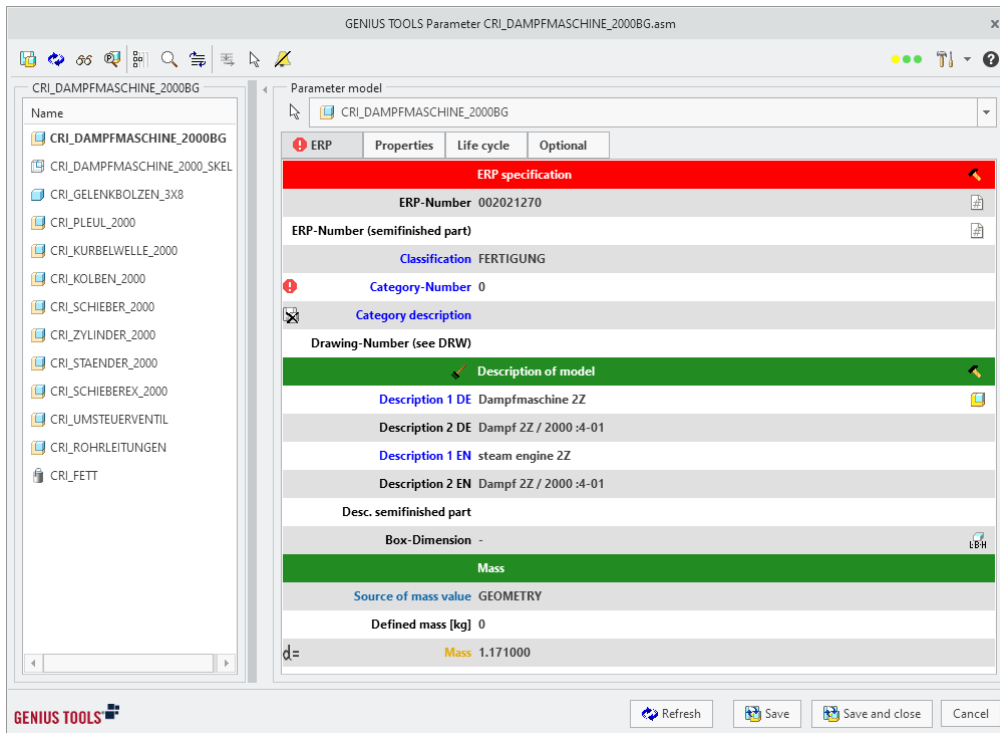 GENIUS TOOLS Parameter CRI_DAMPFMASCHINE_2000BG.asm
CRI_DAMPFMASCHINE_2000BG
Name
CRI_DAMPFMASCHINE_2000BG
CRI_DAMPFMASCHINE_2000_SKEL
CRI_GELENKBOLZEN_3X8
CRI_PLEUL_2000
CRI_KURBELWELLE_2000
CRI_KOLBEN_2000
CRI_SCHIEBER_2000
CRI_ZYLINDER_2000
CRI_STAENDER_2000
CRI_SCHIEBEREX_2000
CRI_UMSTEUERVENTIL
CRI_ROHRLEITUNGEN
CRI_FETT
Parameter model
CRI_DAMPFMASCHINE_2000BG
ERP Properties Life cycle Optional
ERP specification
ERP-Number 002021270
ERP-Number (semifinished part)
Classification FERTIGUNG
Category-Number 0
Category description
Drawing-Number (see DRW)
Description of model
Description 1 DE Dampfmaschine 2Z
Description 2 DE Dampf 2Z / 2000 :4-01
Description 1 EN steam engine 2Z
Description 2 EN Dampf 2Z / 2000 :4-01
Desc. semifinished part
Box-Dimension - L·B·H
Mass
Source of mass value GEOMETRY
Defined mass [kg] 0
d= Mass 1.171000
GENIUS TOOLS
Refresh Save Save and close Cancel